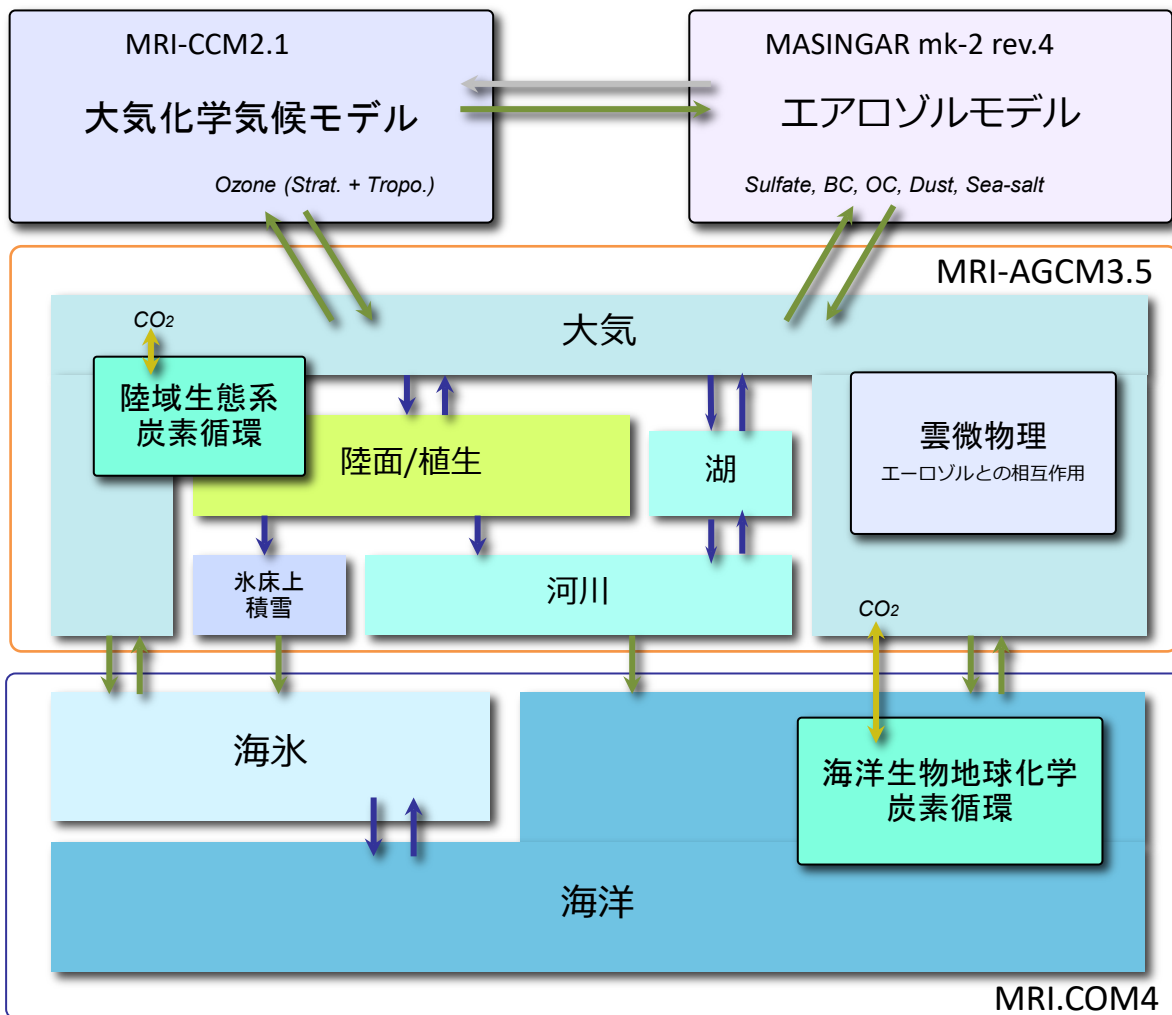 MRI-CCM2.1
大気化学気候モデル
Ozone (Strat. + Tropo.)
MASINGAR mk-2 rev.4
エアロゾルモデル
Sulfate, BC, OC, Dust, Sea-salt
MRI-AGCM3.5
大気
CO2
陸域生態系
炭素循環
陸面/植生
湖
雲微物理
エーロゾルとの相互作用
氷床上
積雪
河川
CO2
海氷
海洋生物地球化学
炭素循環
海洋
MRI.COM4